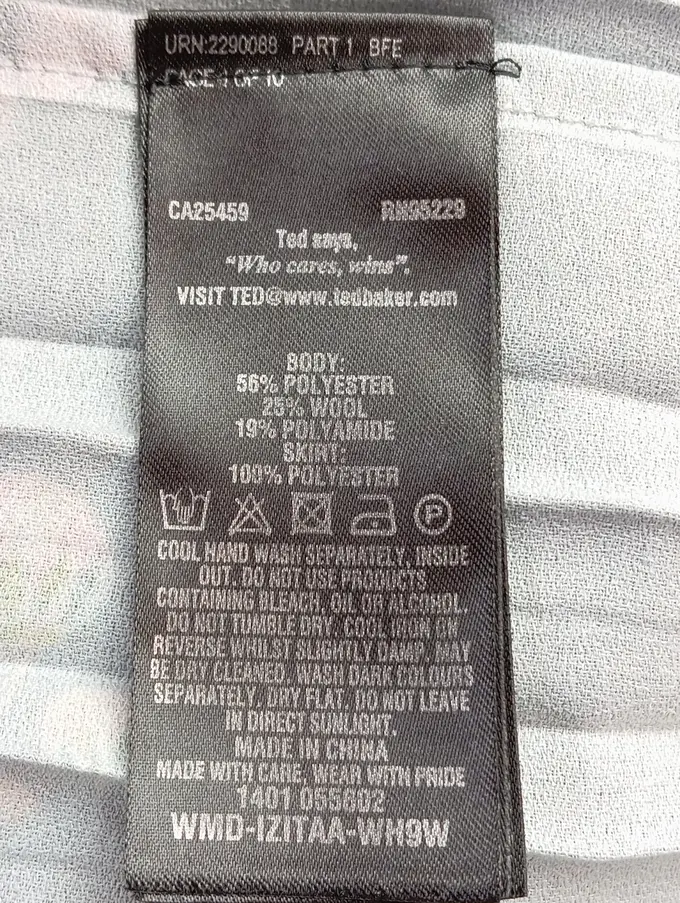 URN:2290088 PART 1 BFE
PAGE 1 OF 10
CA25459 RN95229
Ted says,
“Who cares, wins”.
VISIT TED@www.tedbaker.com
BODY:
56% POLYESTER
25% WOOL
19% POLYAMIDE
SKIRT:
100% POLYESTER
P
COOL HAND WASH SEPARATELY, INSIDE
OUT. DO NOT USE PRODUCTS
CONTAINING BLEACH, OIL OR ALCOHOL.
DO NOT TUMBLE DRY. COOL IRON ON
REVERSE WHILST SLIGHTLY DAMP. MAY
BE DRY CLEANED. WASH DARK COLOURS
SEPARATELY. DRY FLAT. DO NOT LEAVE
IN DIRECT SUNLIGHT.
MADE IN CHINA
MADE WITH CARE, WEAR WITH PRIDE
1401 055602
WMD-IZITAA-WH9W